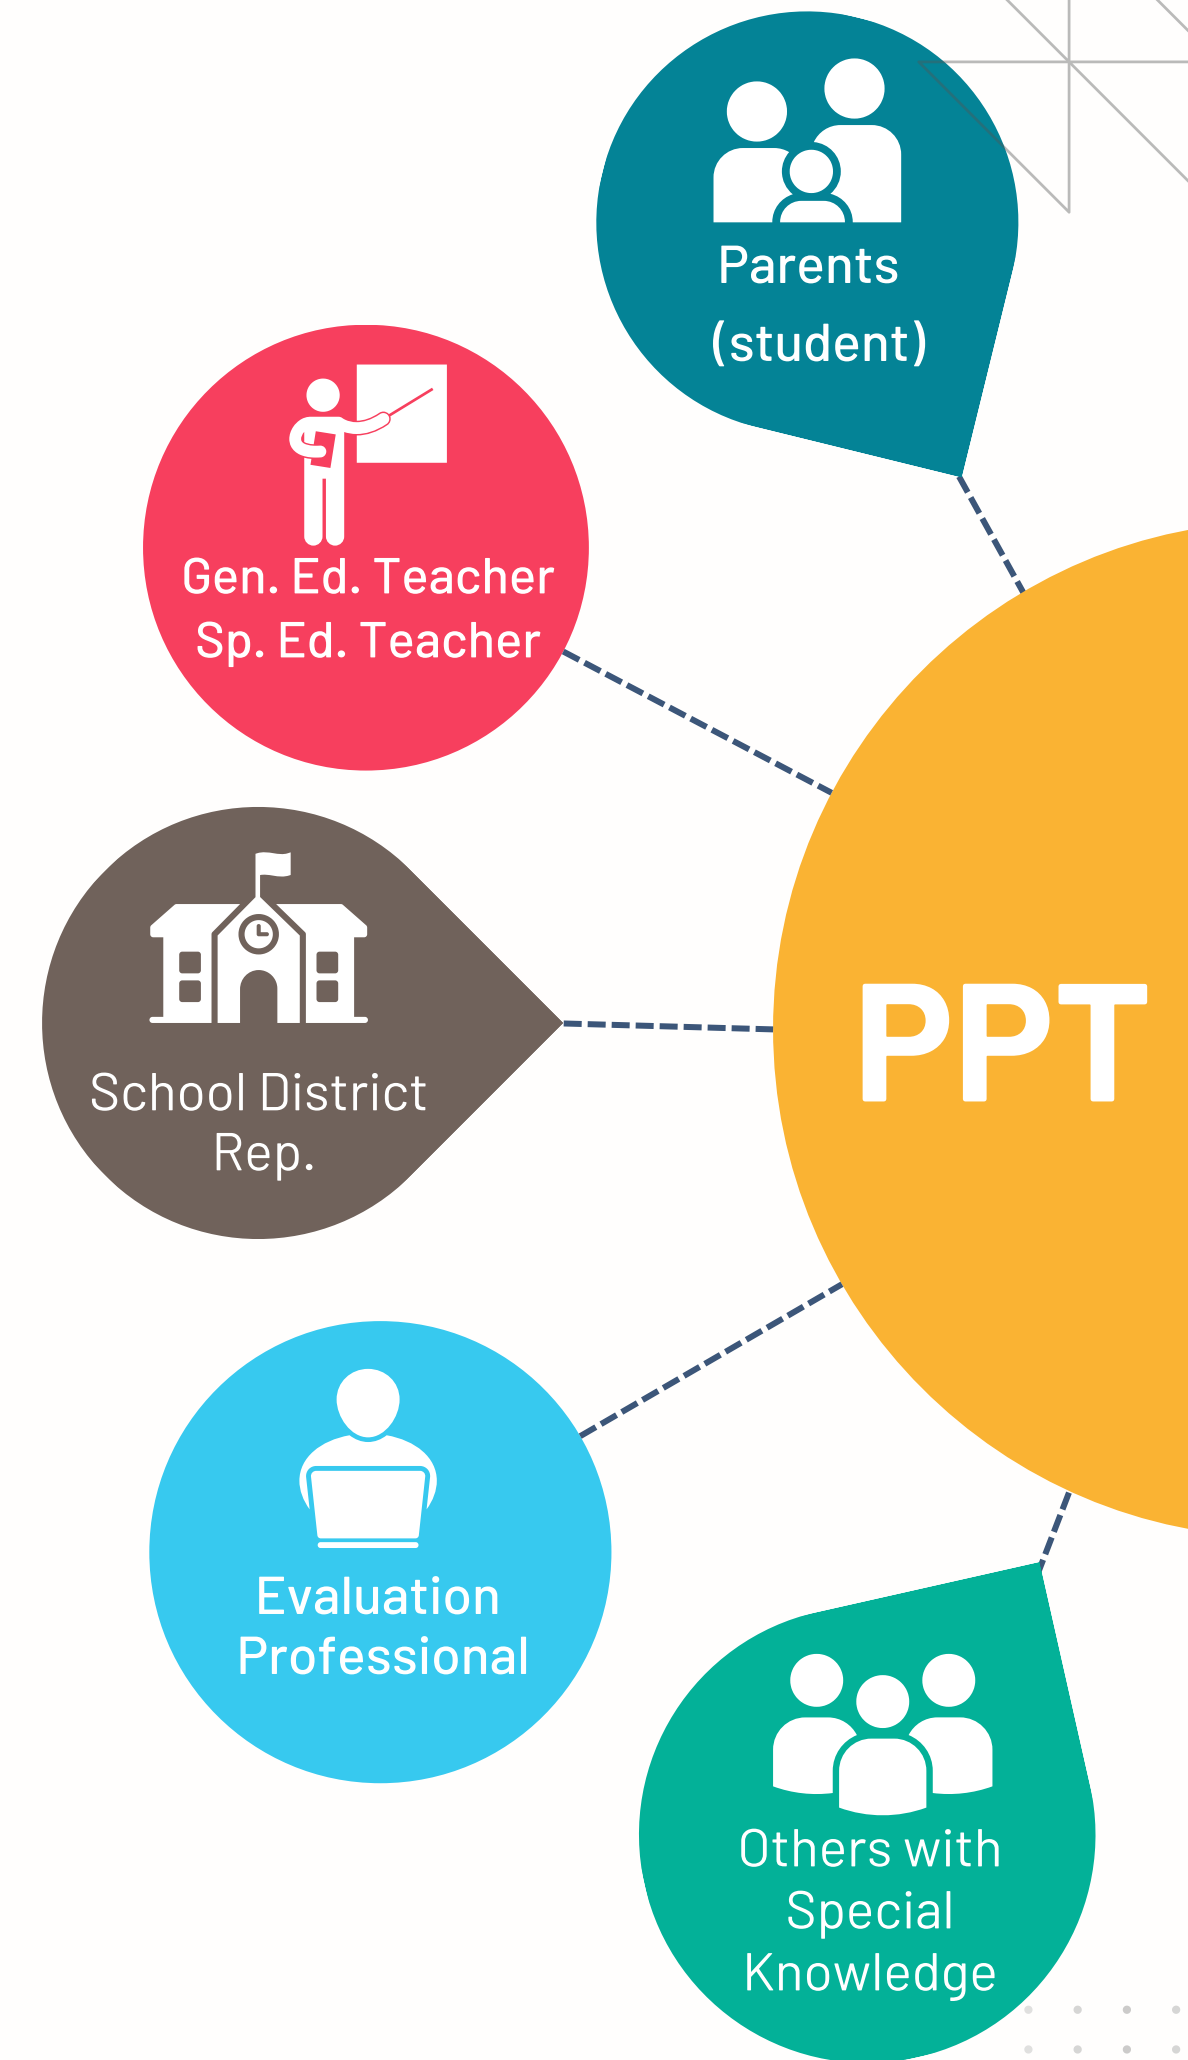 Parents
(student)
Gen. Ed. Teacher
Sp. Ed. Teacher
School District
Rep.
PPT
Evaluation
Professional
Others with
Special
Knowledge